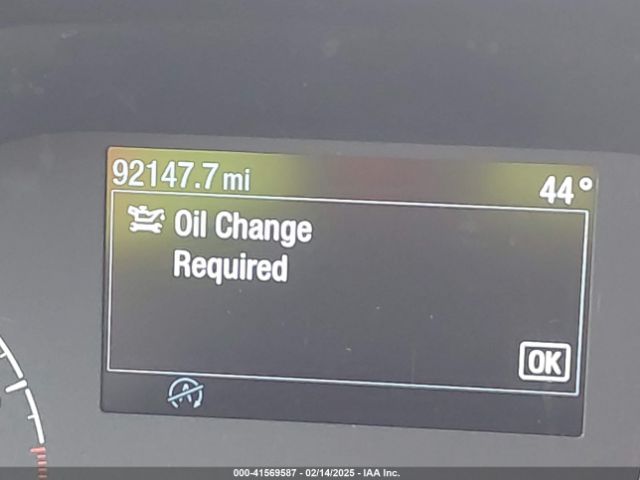 92147.7 mi
44°
Oil Change
Required
OK
A
000-41569587 - 02/14/2025 - IAA Inc.